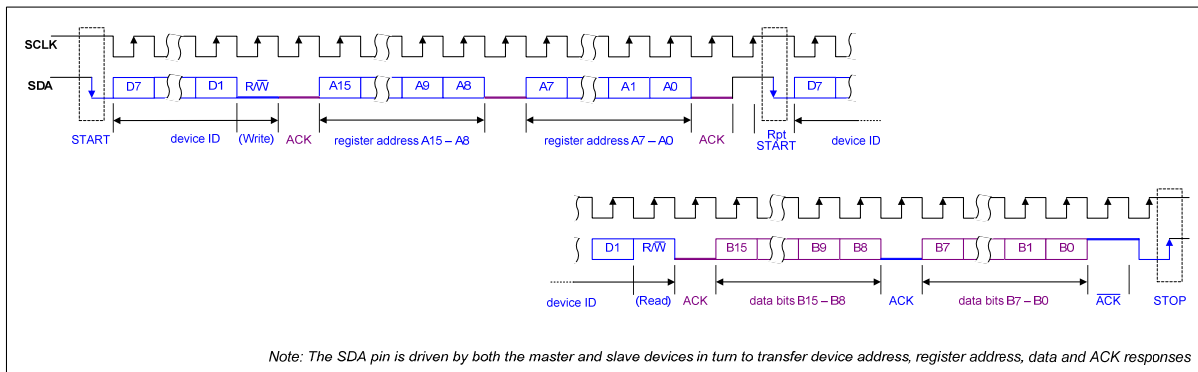 SCLK
SDA
D7 D1 R/W̅ A15 A9 A8 A7 A1 A0 D7
START device ID (Write) ACK register address A15 – A8 register address A7 – A0 ACK Rpt START device ID
D1 R/W̅ B15 B9 B8 B7 B1 B0
device ID (Read) ACK data bits B15 – B8 ACK data bits B7 – B0 A̅C̅K̅ STOP
Note: The SDA pin is driven by both the master and slave devices in turn to transfer device address, register address, data and ACK responses